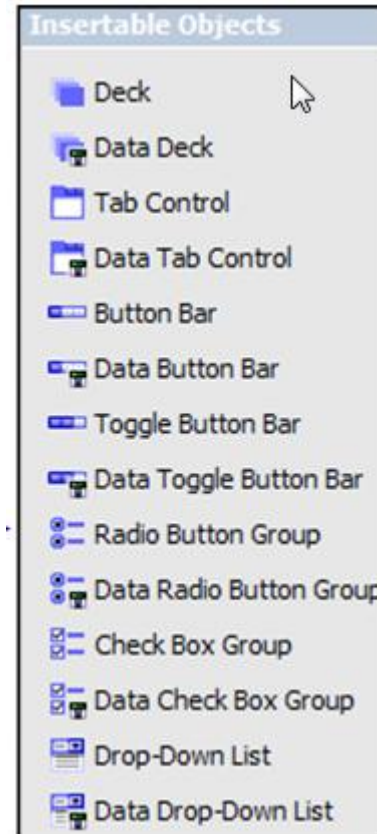 Insertable Objects
Deck
Data Deck
Tab Control
Data Tab Control
Button Bar
Data Button Bar
Toggle Button Bar
Data Toggle Button Bar
Radio Button Group
Data Radio Button Group
Check Box Group
Data Check Box Group
Drop-Down List
Data Drop-Down List